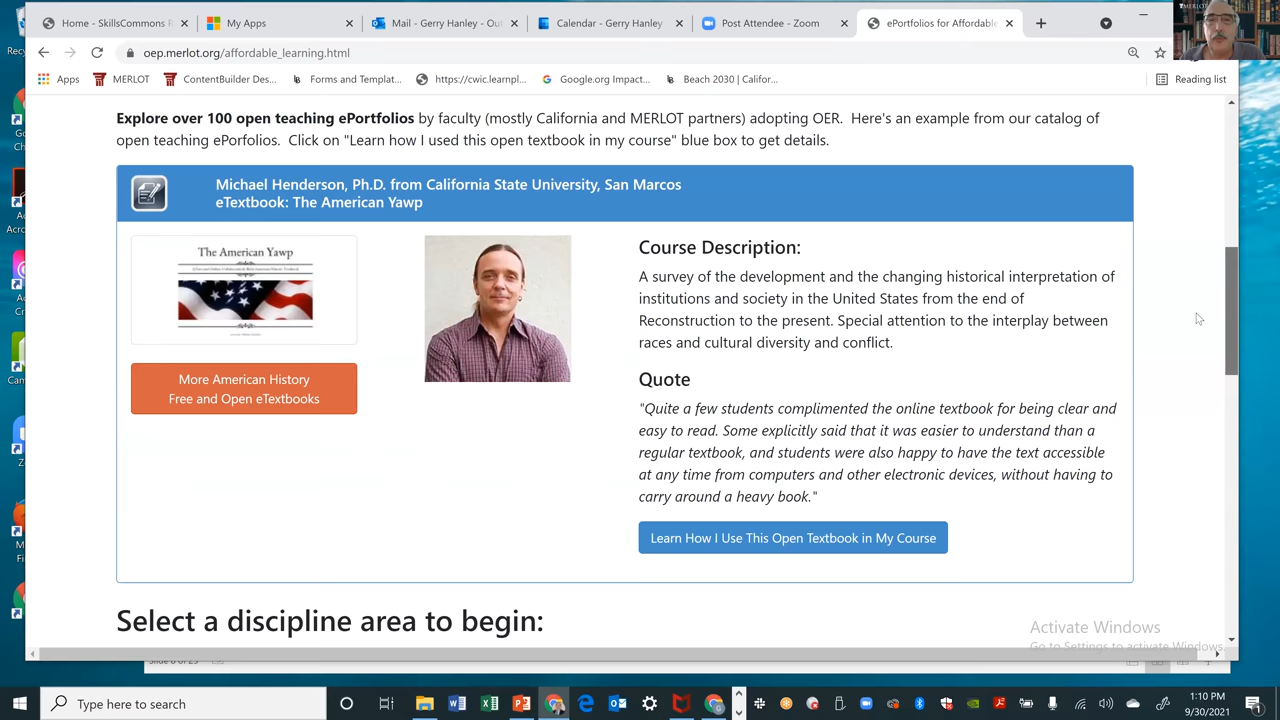 Home - SkillsCommons R
My Apps
Mail - Gerry Hanley - Out
Calendar - Gerry Hanley
Post Attendee - Zoom
ePortfolios for Affordable
oep.merlot.org/affordable_learning.html
Apps
MERLOT
ContentBuilder Des...
Forms and Templat...
https://cwic.learnpl...
Google.org Impact...
Beach 2030 | Califor...
Reading list
Explore over 100 open teaching ePortfolios by faculty (mostly California and MERLOT partners) adopting OER. Here's an example from our catalog of
open teaching ePorfolios. Click on "Learn how I used this open textbook in my course" blue box to get details.
Michael Henderson, Ph.D. from California State University, San Marcos
eTextbook: The American Yawp
The American Yawp
More American History
Free and Open eTextbooks
Course Description:
A survey of the development and the changing historical interpretation of
institutions and society in the United States from the end of
Reconstruction to the present. Special attention to the interplay between
races and cultural diversity and conflict.
Quote
"Quite a few students complimented the online textbook for being clear and
easy to read. Some explicitly said that it was easier to understand than a
regular textbook, and students were also happy to have the text accessible
at any time from computers and other electronic devices, without having to
carry around a heavy book."
Learn How I Use This Open Textbook in My Course
Select a discipline area to begin:
Activate Windows
Go to Settings to activate Windows.
Type here to search
1:10 PM
9/30/2021